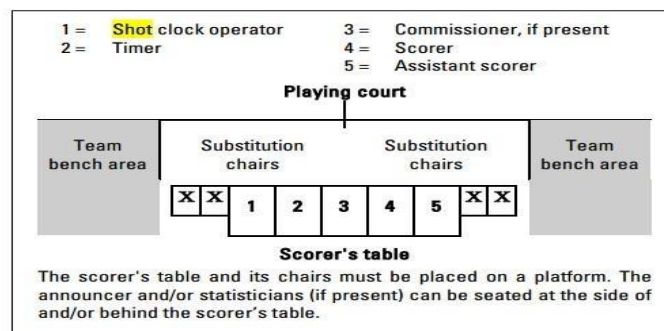 1 = Shot clock operator 3 = Commissioner, if present
2 = Timer 4 = Scorer
5 = Assistant scorer
Playing court
Team bench area
Substitution chairs
Substitution chairs
Team bench area
X X 1 2 3 4 5 X X
Scorer's table
The scorer's table and its chairs must be placed on a platform. The
announcer and/or statisticians (if present) can be seated at the side of
and/or behind the scorer's table.